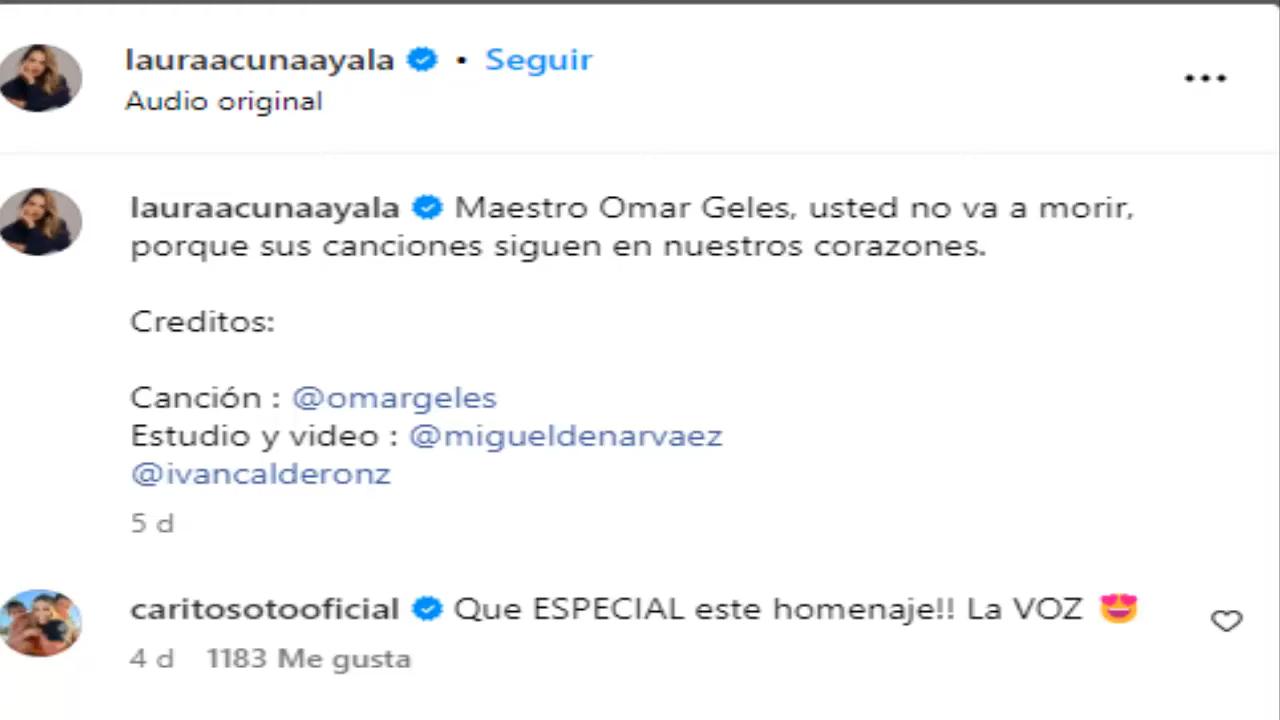 lauraacunaayala • Seguir
Audio original
lauraacunaayala Maestro Omar Geles, usted no va a morir,
porque sus canciones siguen en nuestros corazones.
Creditos:
Canción : @omargeles
Estudio y video : @migueldenarvaez
@ivancalderonz
5 d
caritosotooficial Que ESPECIAL este homenaje!! La VOZ 😍
4 d 1183 Me gusta